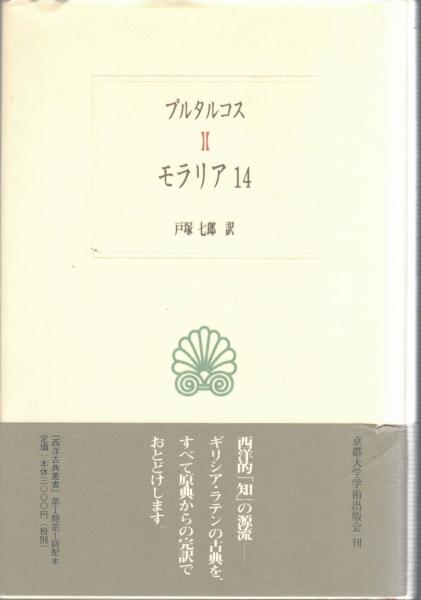 プルタルコス
モラリア 14
戸塚 七郎 訳
京都大学学術出版会 刊
西洋的「知」の源流――
ギリシア・ラテンの古典を、
すべて原典からの完訳で
おとどけします。
『西洋古典叢書』第Ⅰ期第1回配本
定価：本体三〇〇〇円（税別）